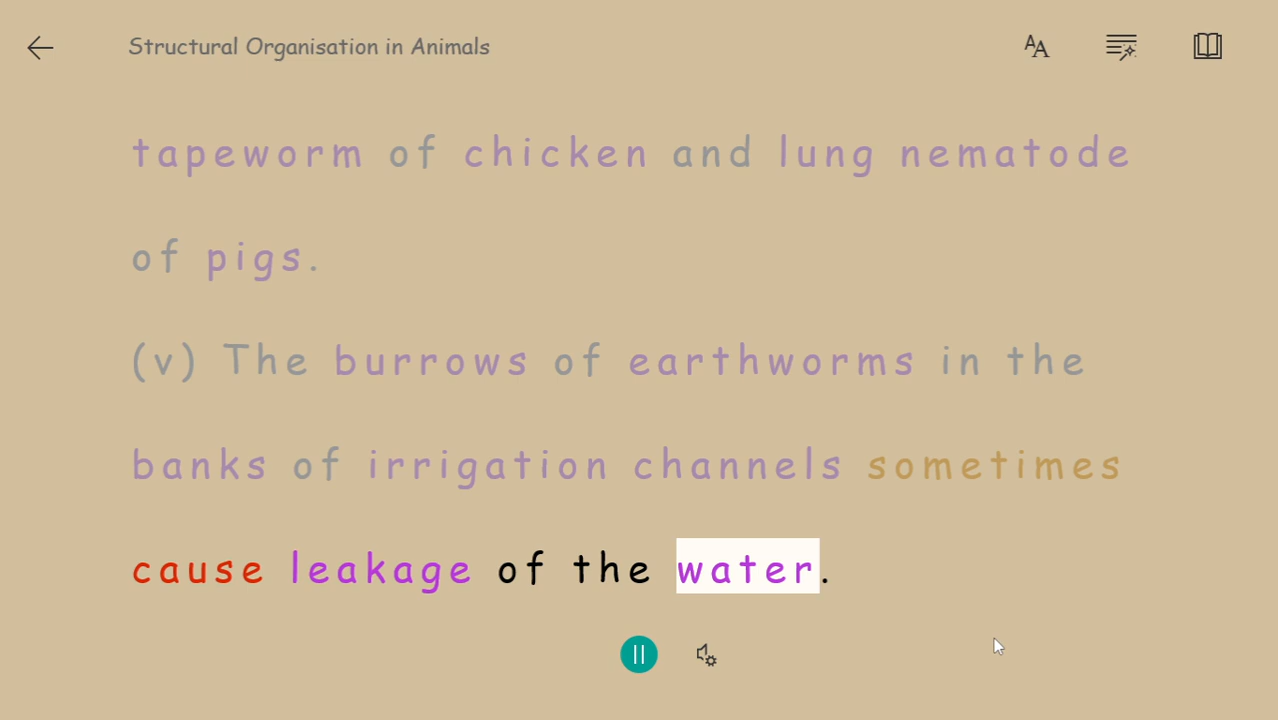 Structural Organisation in Animals
tapeworm of chicken and lung nematode
of pigs.
(v) The burrows of earthworms in the
banks of irrigation channels sometimes
cause leakage of the water.